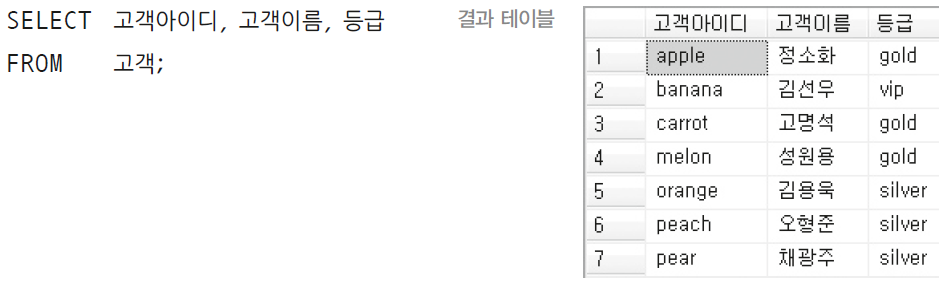 SELECT 고객아이디, 고객이름, 등급
FROM 고객;
결과 테이블
고객아이디 고객이름 등급
1 apple 정소화 gold
2 banana 김선우 vip
3 carrot 고명석 gold
4 melon 성원용 gold
5 orange 김용욱 silver
6 peach 오형준 silver
7 pear 채광주 silver